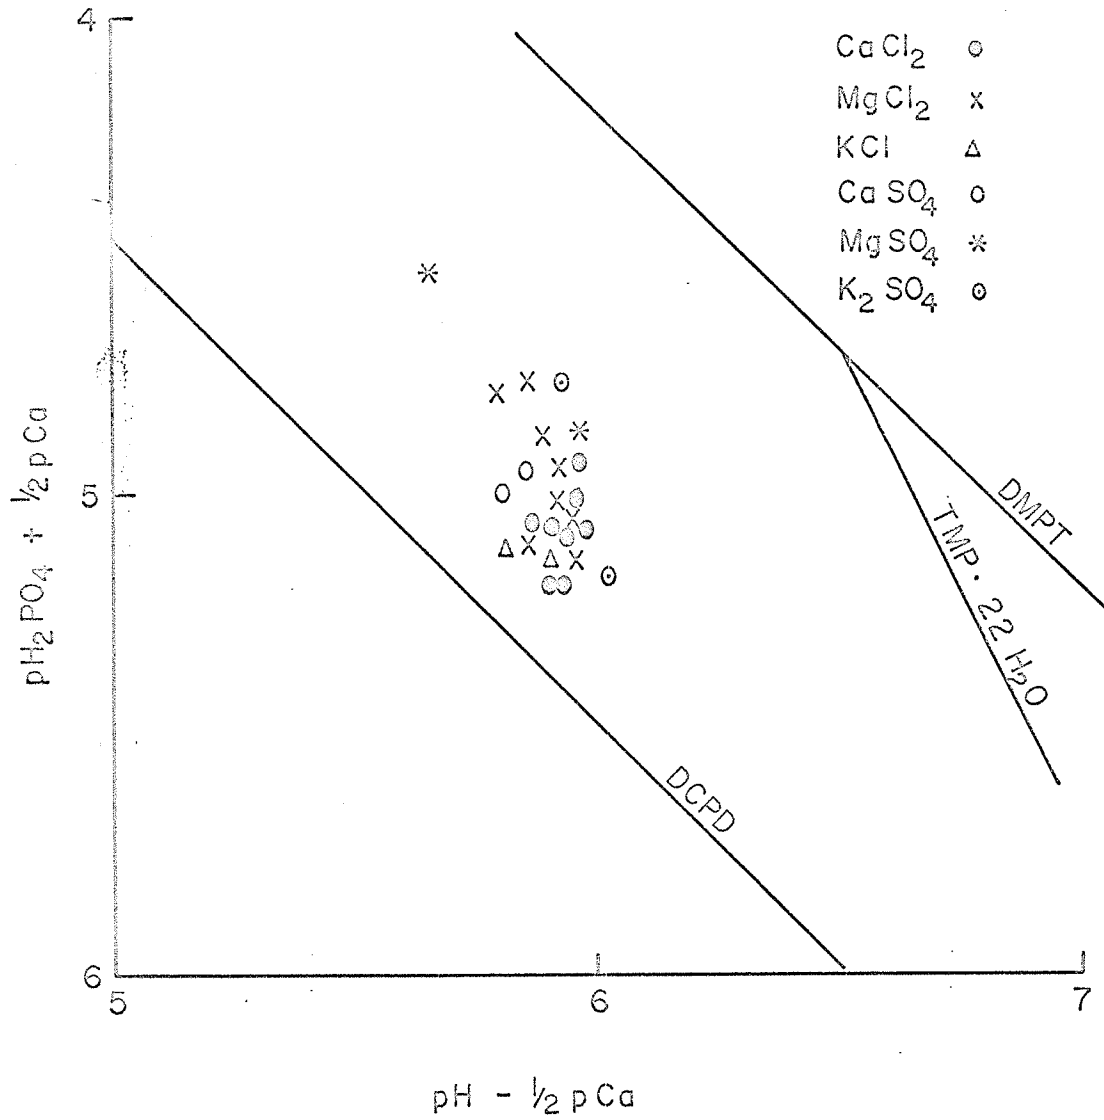 4
CaCl₂
MgCl₂ x
KCl Δ
CaSO₄ o
MgSO₄ *
K₂SO₄ ⊙
5
pH₂PO₄ + ½ pCa
DMPT
TMP· 22 H₂O
DCPD
6
5 6 7
pH - ½ pCa